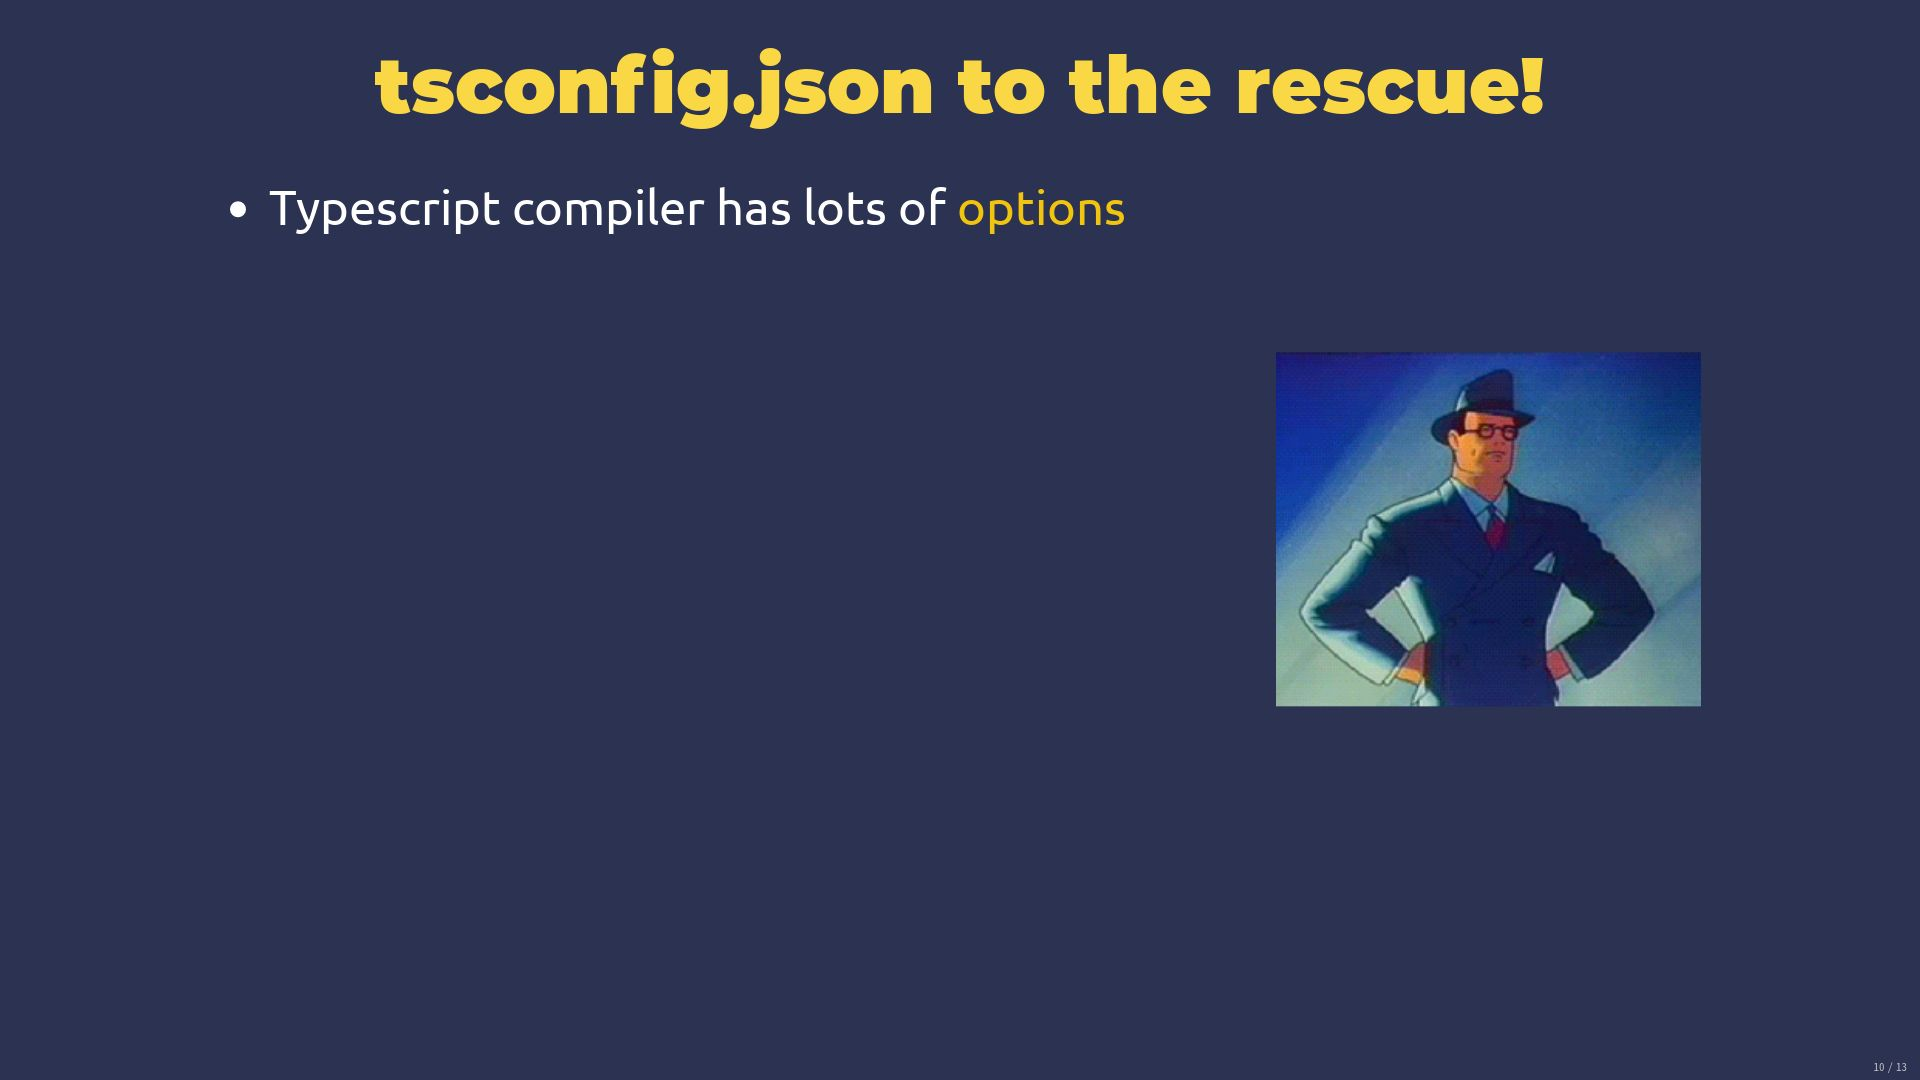 tsconfig.json to the rescue!
• Typescript compiler has lots of options
10 / 13